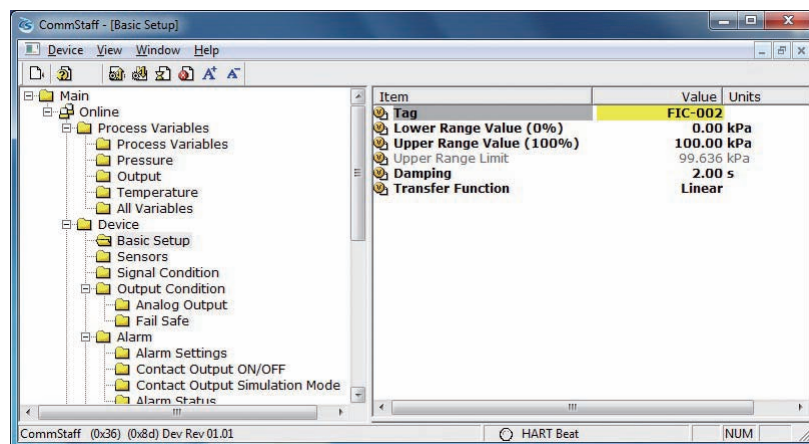 CommStaff - [Basic Setup]
Device View Window Help
A+ A-
Main
Online
Process Variables
Process Variables
Pressure
Output
Temperature
All Variables
Device
Basic Setup
Sensors
Signal Condition
Output Condition
Analog Output
Fail Safe
Alarm
Alarm Settings
Contact Output ON/OFF
Contact Output Simulation Mode
Alarm Status
Item Value Units
Tag FIC-002
Lower Range Value (0%) 0.00 kPa
Upper Range Value (100%) 100.00 kPa
Upper Range Limit 99.636 kPa
Damping 2.00 s
Transfer Function Linear
CommStaff (0x36) (0x8d) Dev Rev 01.01 HART Beat NUM